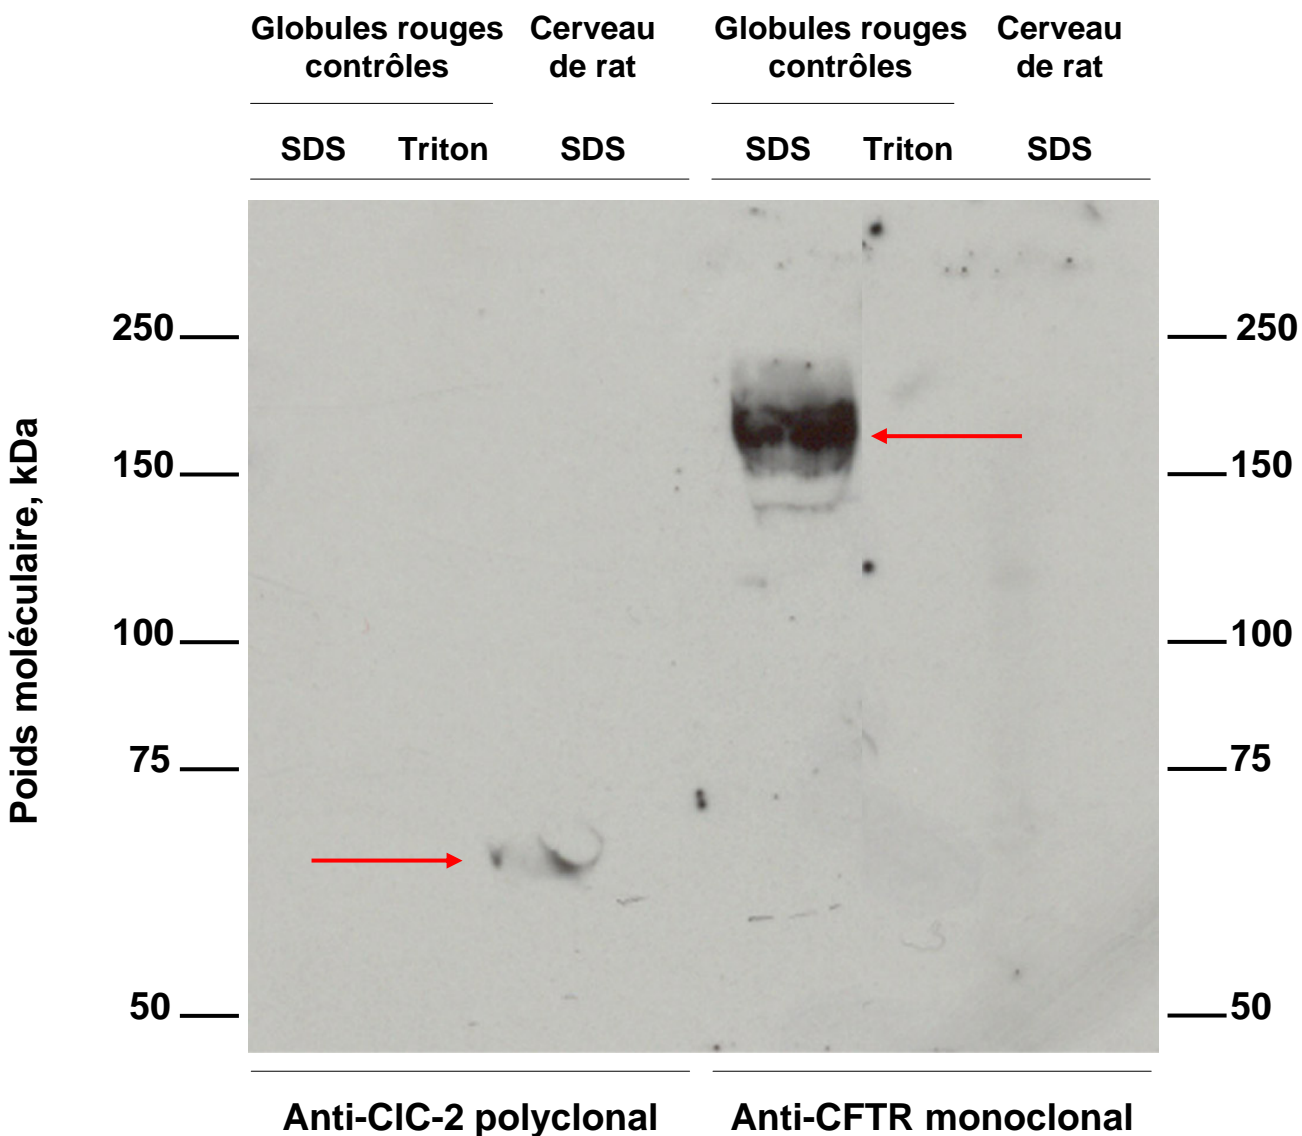 Globules rouges contrôles
Cerveau de rat
Globules rouges contrôles
Cerveau de rat
SDS Triton SDS SDS Triton SDS
250 250
150 150
100 100
75 75
50 50
Poids moléculaire, kDa
Anti-ClC-2 polyclonal Anti-CFTR monoclonal